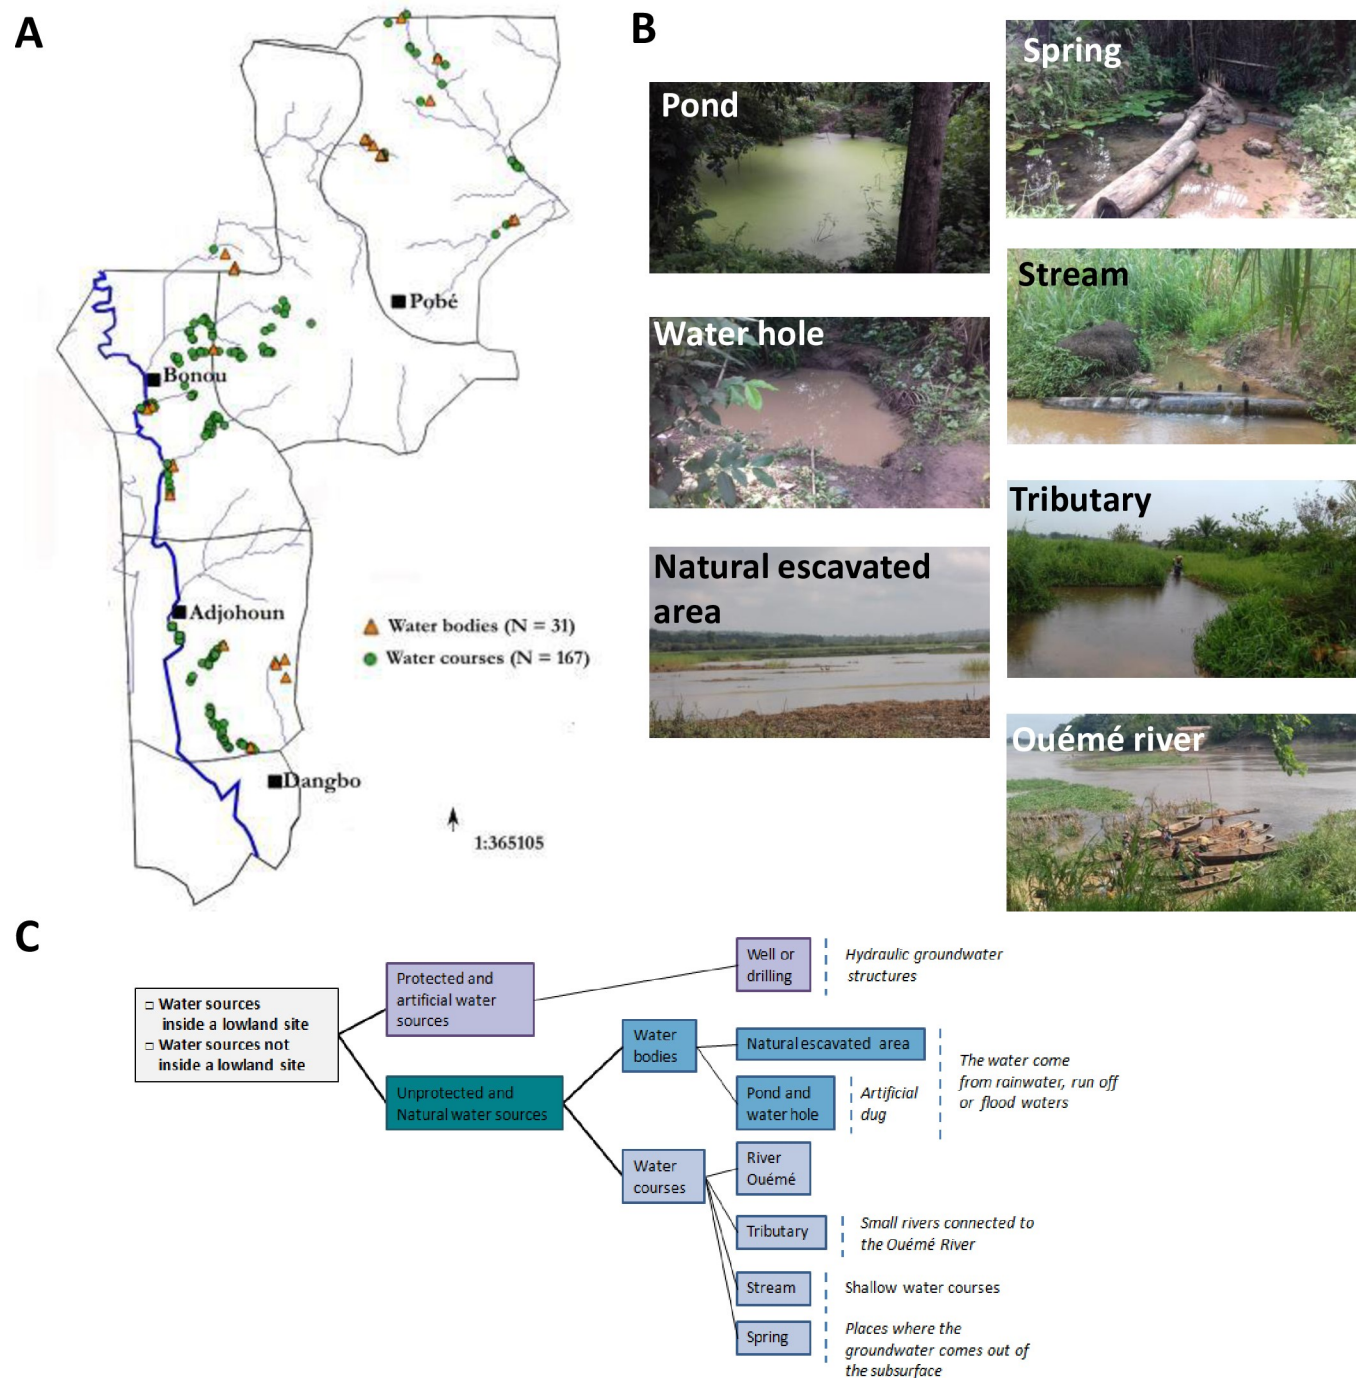 A
Pobé
Bonou
Adjohoun
Water bodies (N = 31)
Water courses (N = 167)
Dangbo
1:365105
B
Pond
Water hole
Natural escavated
area
Spring
Stream
Tributary
Ouémé river
C
□ Water sources
inside a lowland site
□ Water sources not
inside a lowland site
Protected and
artificial water
sources
Unprotected and
Natural water sources
Well or
drilling
Hydraulic groundwater
structures
Water
bodies
Natural escavated area
Pond and
water hole
Artificial
dug
The water come
from rainwater, run off
or flood waters
Water
courses
River
Ouémé
Tributary
Small rivers connected to
the Ouémé River
Stream
Shallow water courses
Spring
Places where the
groundwater comes out of
the subsurface